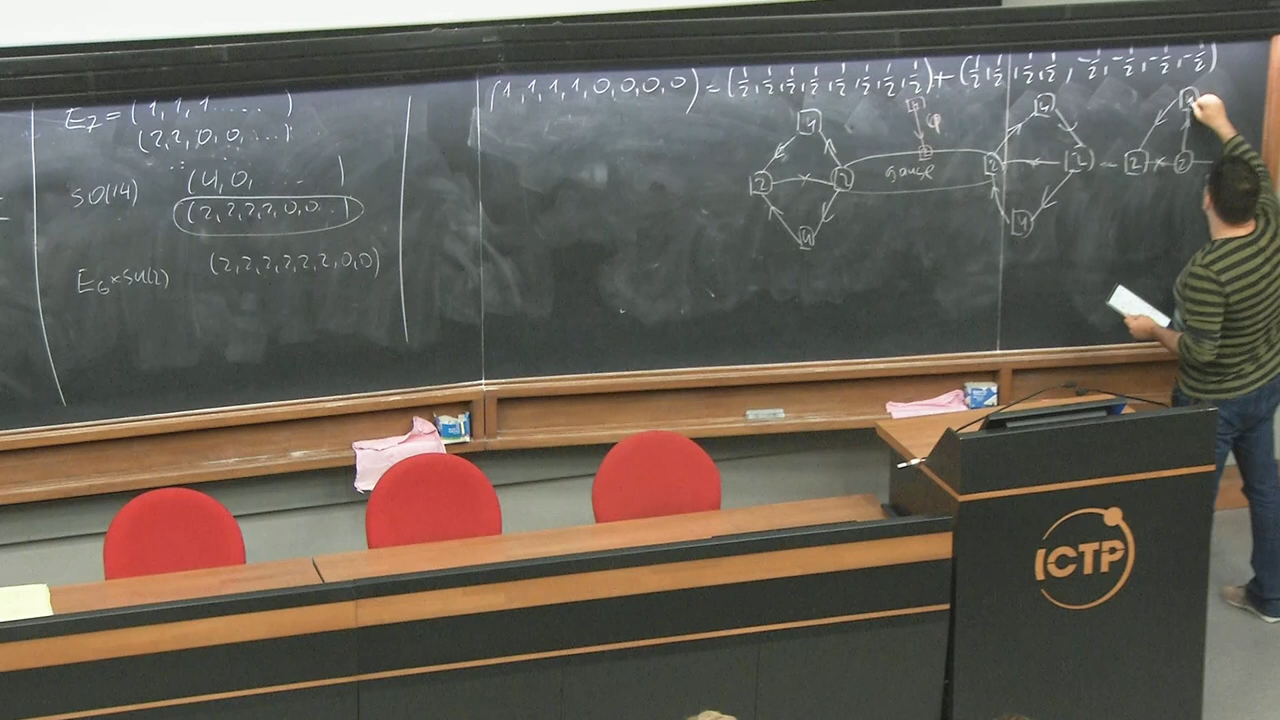 E7 = (1,1,1 ......)
(2,2,0,0,...)
SO(14)
(4,0, ....)
(2,2,2,2,0,0..)
E6×SU(2)
(2,2,2,2,2,2,0,0)
(1,1,1,1,0,0,0,0) = (½,½,½,½,½,½,½,½) + (½,½,½,½,-½,-½,-½,-½)
4
2 2
4
φ
2
gauge
4
2 2
4
4
2 2
ICTP